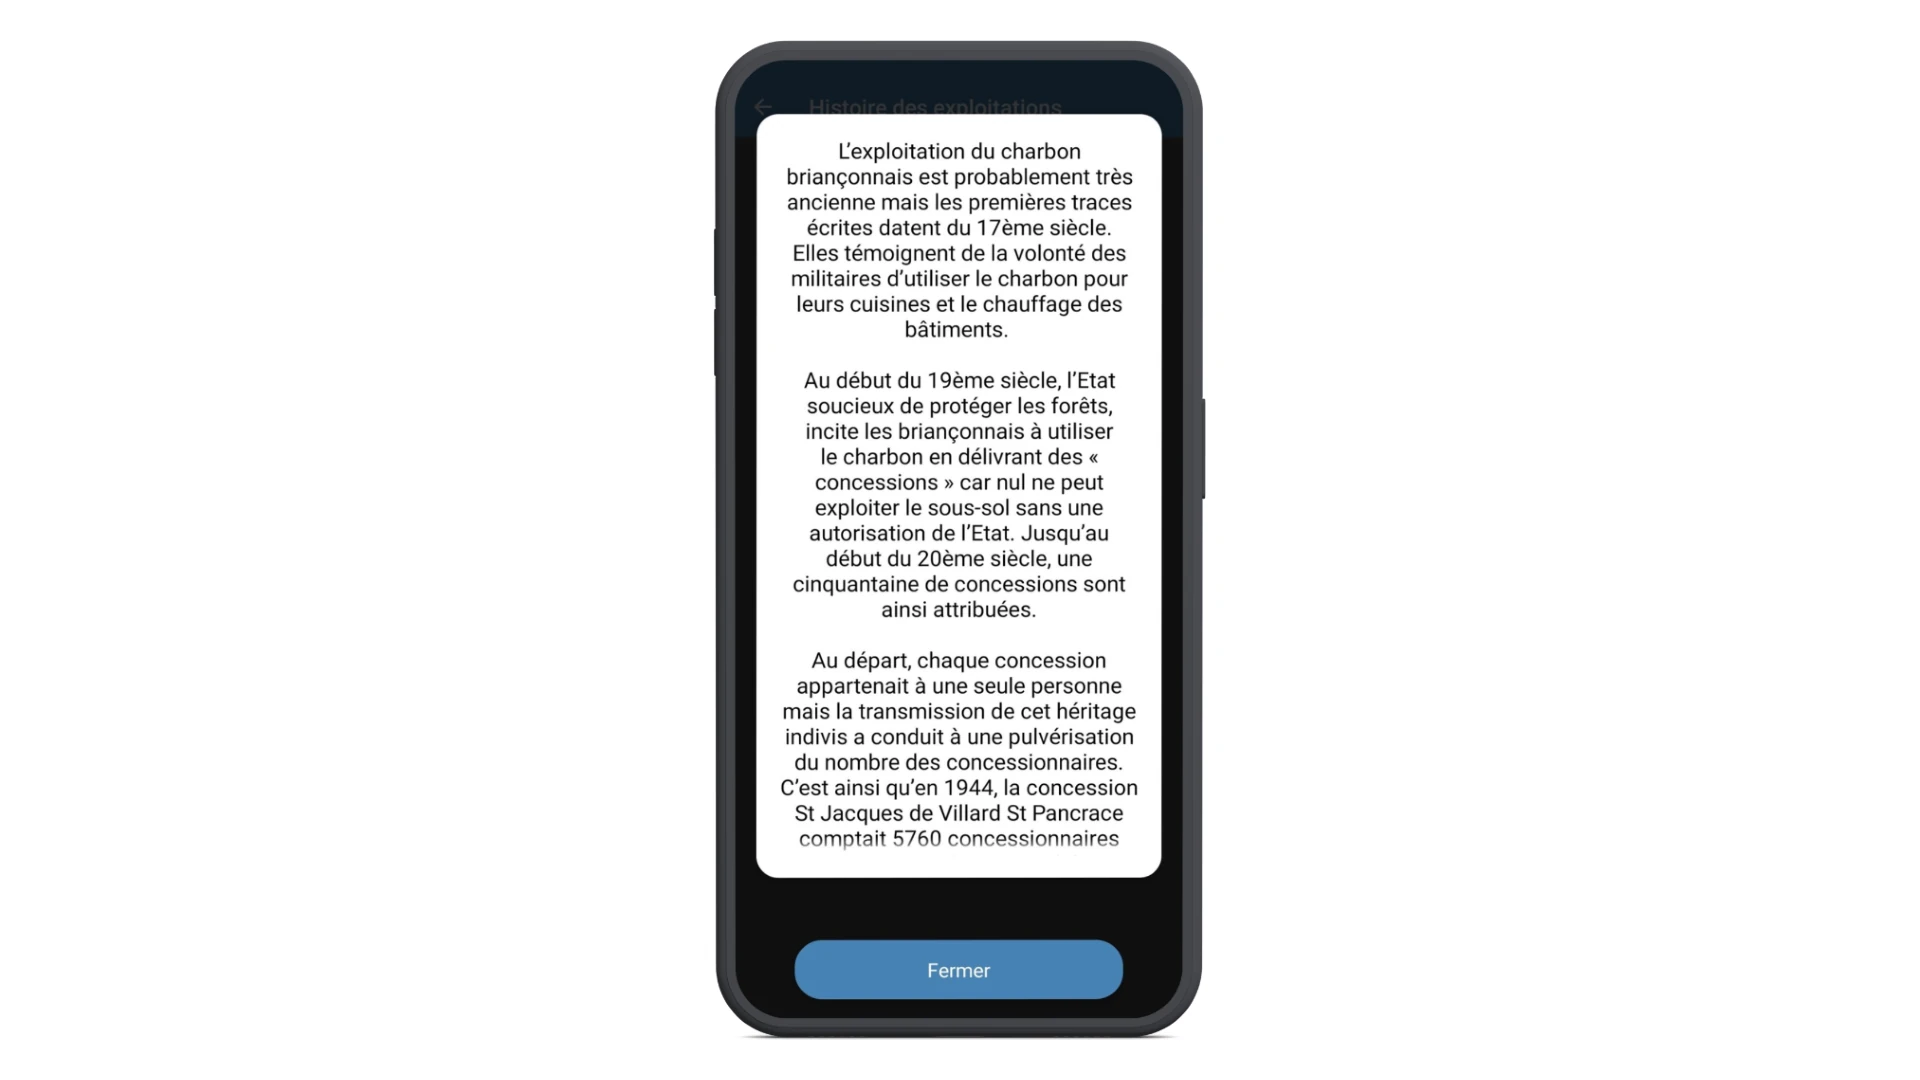 Histoire des exploitations
L’exploitation du charbon
briançonnais est probablement très
ancienne mais les premières traces
écrites datent du 17ème siècle.
Elles témoignent de la volonté des
militaires d’utiliser le charbon pour
leurs cuisines et le chauffage des
bâtiments.
Au début du 19ème siècle, l’Etat
soucieux de protéger les forêts,
incite les briançonnais à utiliser
le charbon en délivrant des «
concessions » car nul ne peut
exploiter le sous-sol sans une
autorisation de l’Etat. Jusqu’au
début du 20ème siècle, une
cinquantaine de concessions sont
ainsi attribuées.
Au départ, chaque concession
appartenait à une seule personne
mais la transmission de cet héritage
indivis a conduit à une pulvérisation
du nombre des concessionnaires.
C’est ainsi qu’en 1944, la concession
St Jacques de Villard St Pancrace
comptait 5760 concessionnaires
Fermer